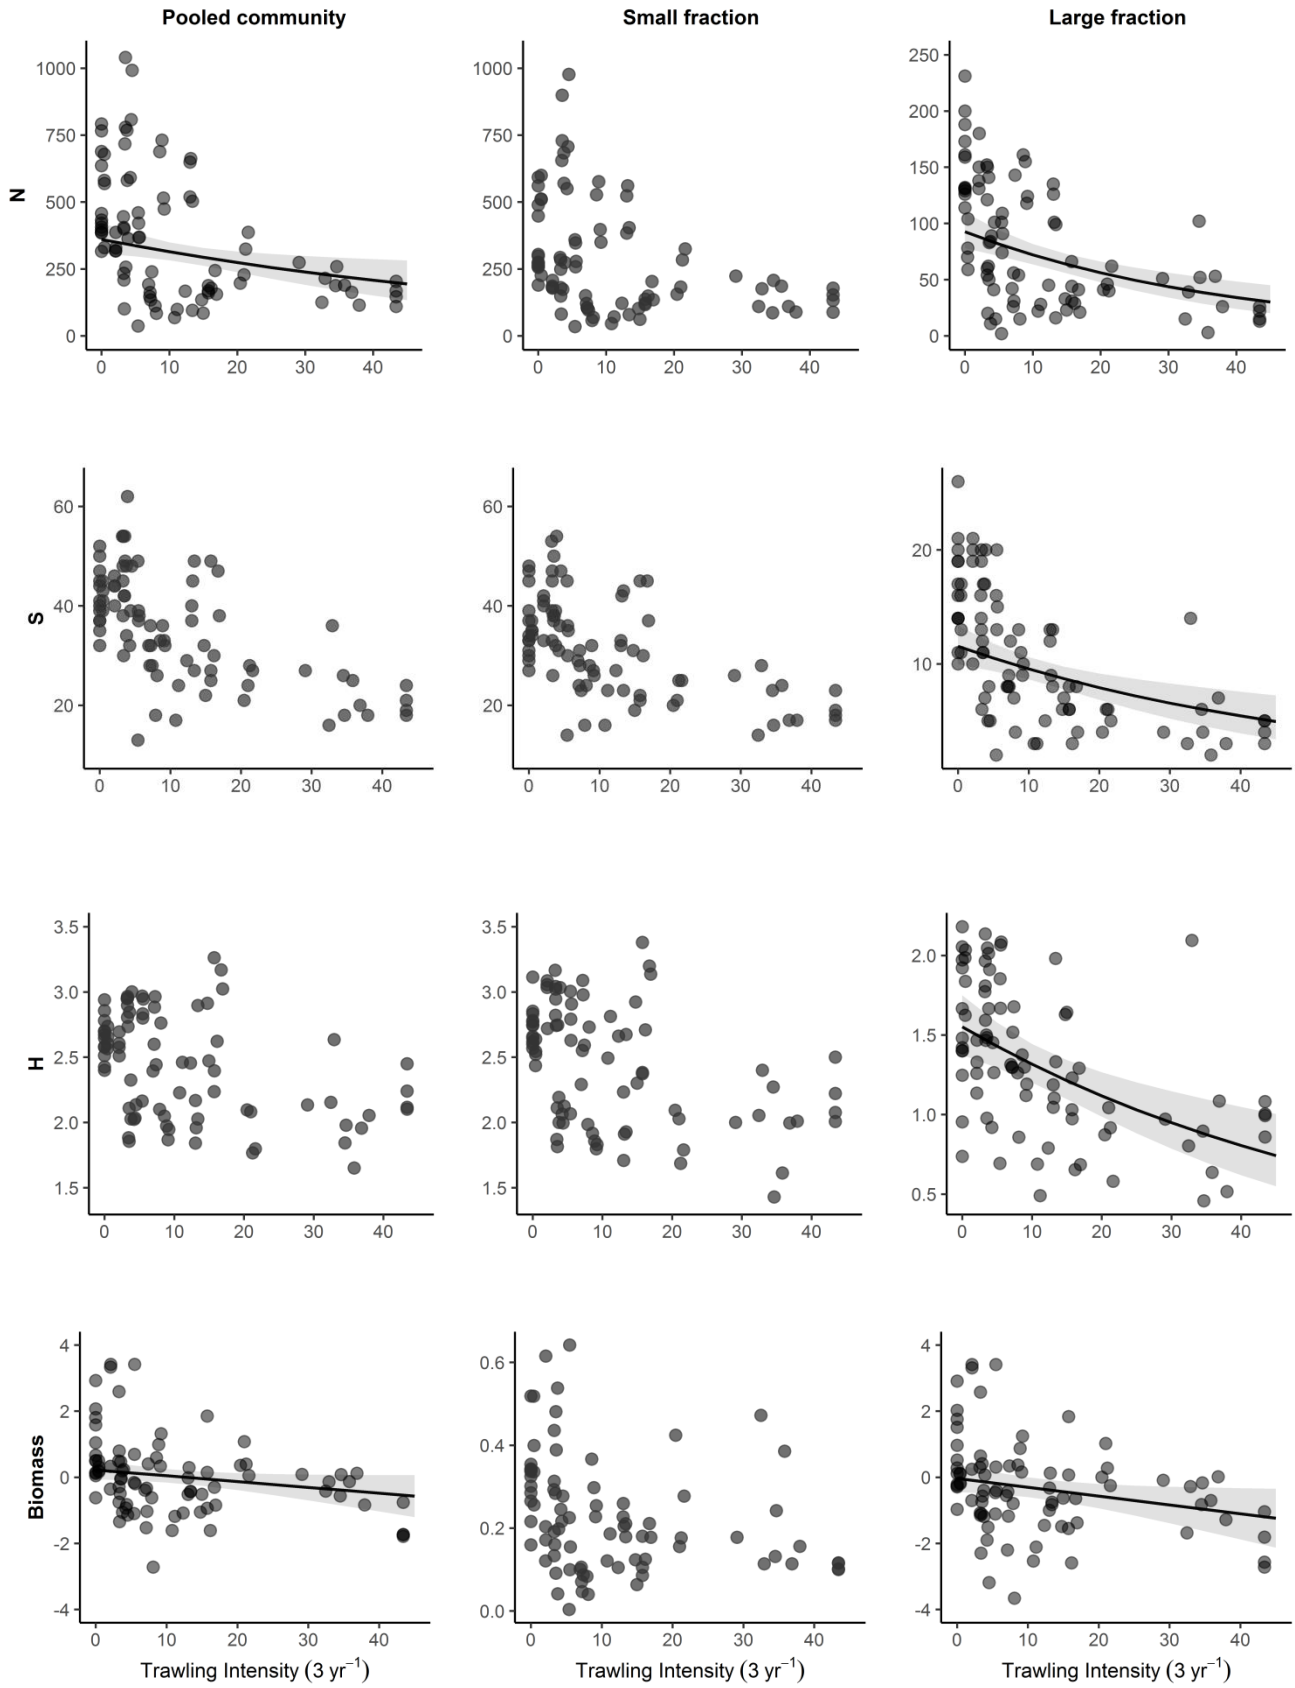 Pooled community Small fraction Large fraction
N
1000 750 500 250 0
0 10 20 30 40
1000 750 500 250 0
0 10 20 30 40
250 200 150 100 50 0
0 10 20 30 40
S
60 40 20
0 10 20 30 40
60 40 20
0 10 20 30 40
20 10
0 10 20 30 40
H
3.5 3.0 2.5 2.0 1.5
0 10 20 30 40
3.5 3.0 2.5 2.0 1.5
0 10 20 30 40
2.0 1.5 1.0 0.5
0 10 20 30 40
Biomass
4 2 0 -2 -4
0 10 20 30 40
0.6 0.4 0.2 0.0
0 10 20 30 40
4 2 0 -2 -4
0 10 20 30 40
Trawling Intensity (3 yr⁻¹) Trawling Intensity (3 yr⁻¹) Trawling Intensity (3 yr⁻¹)